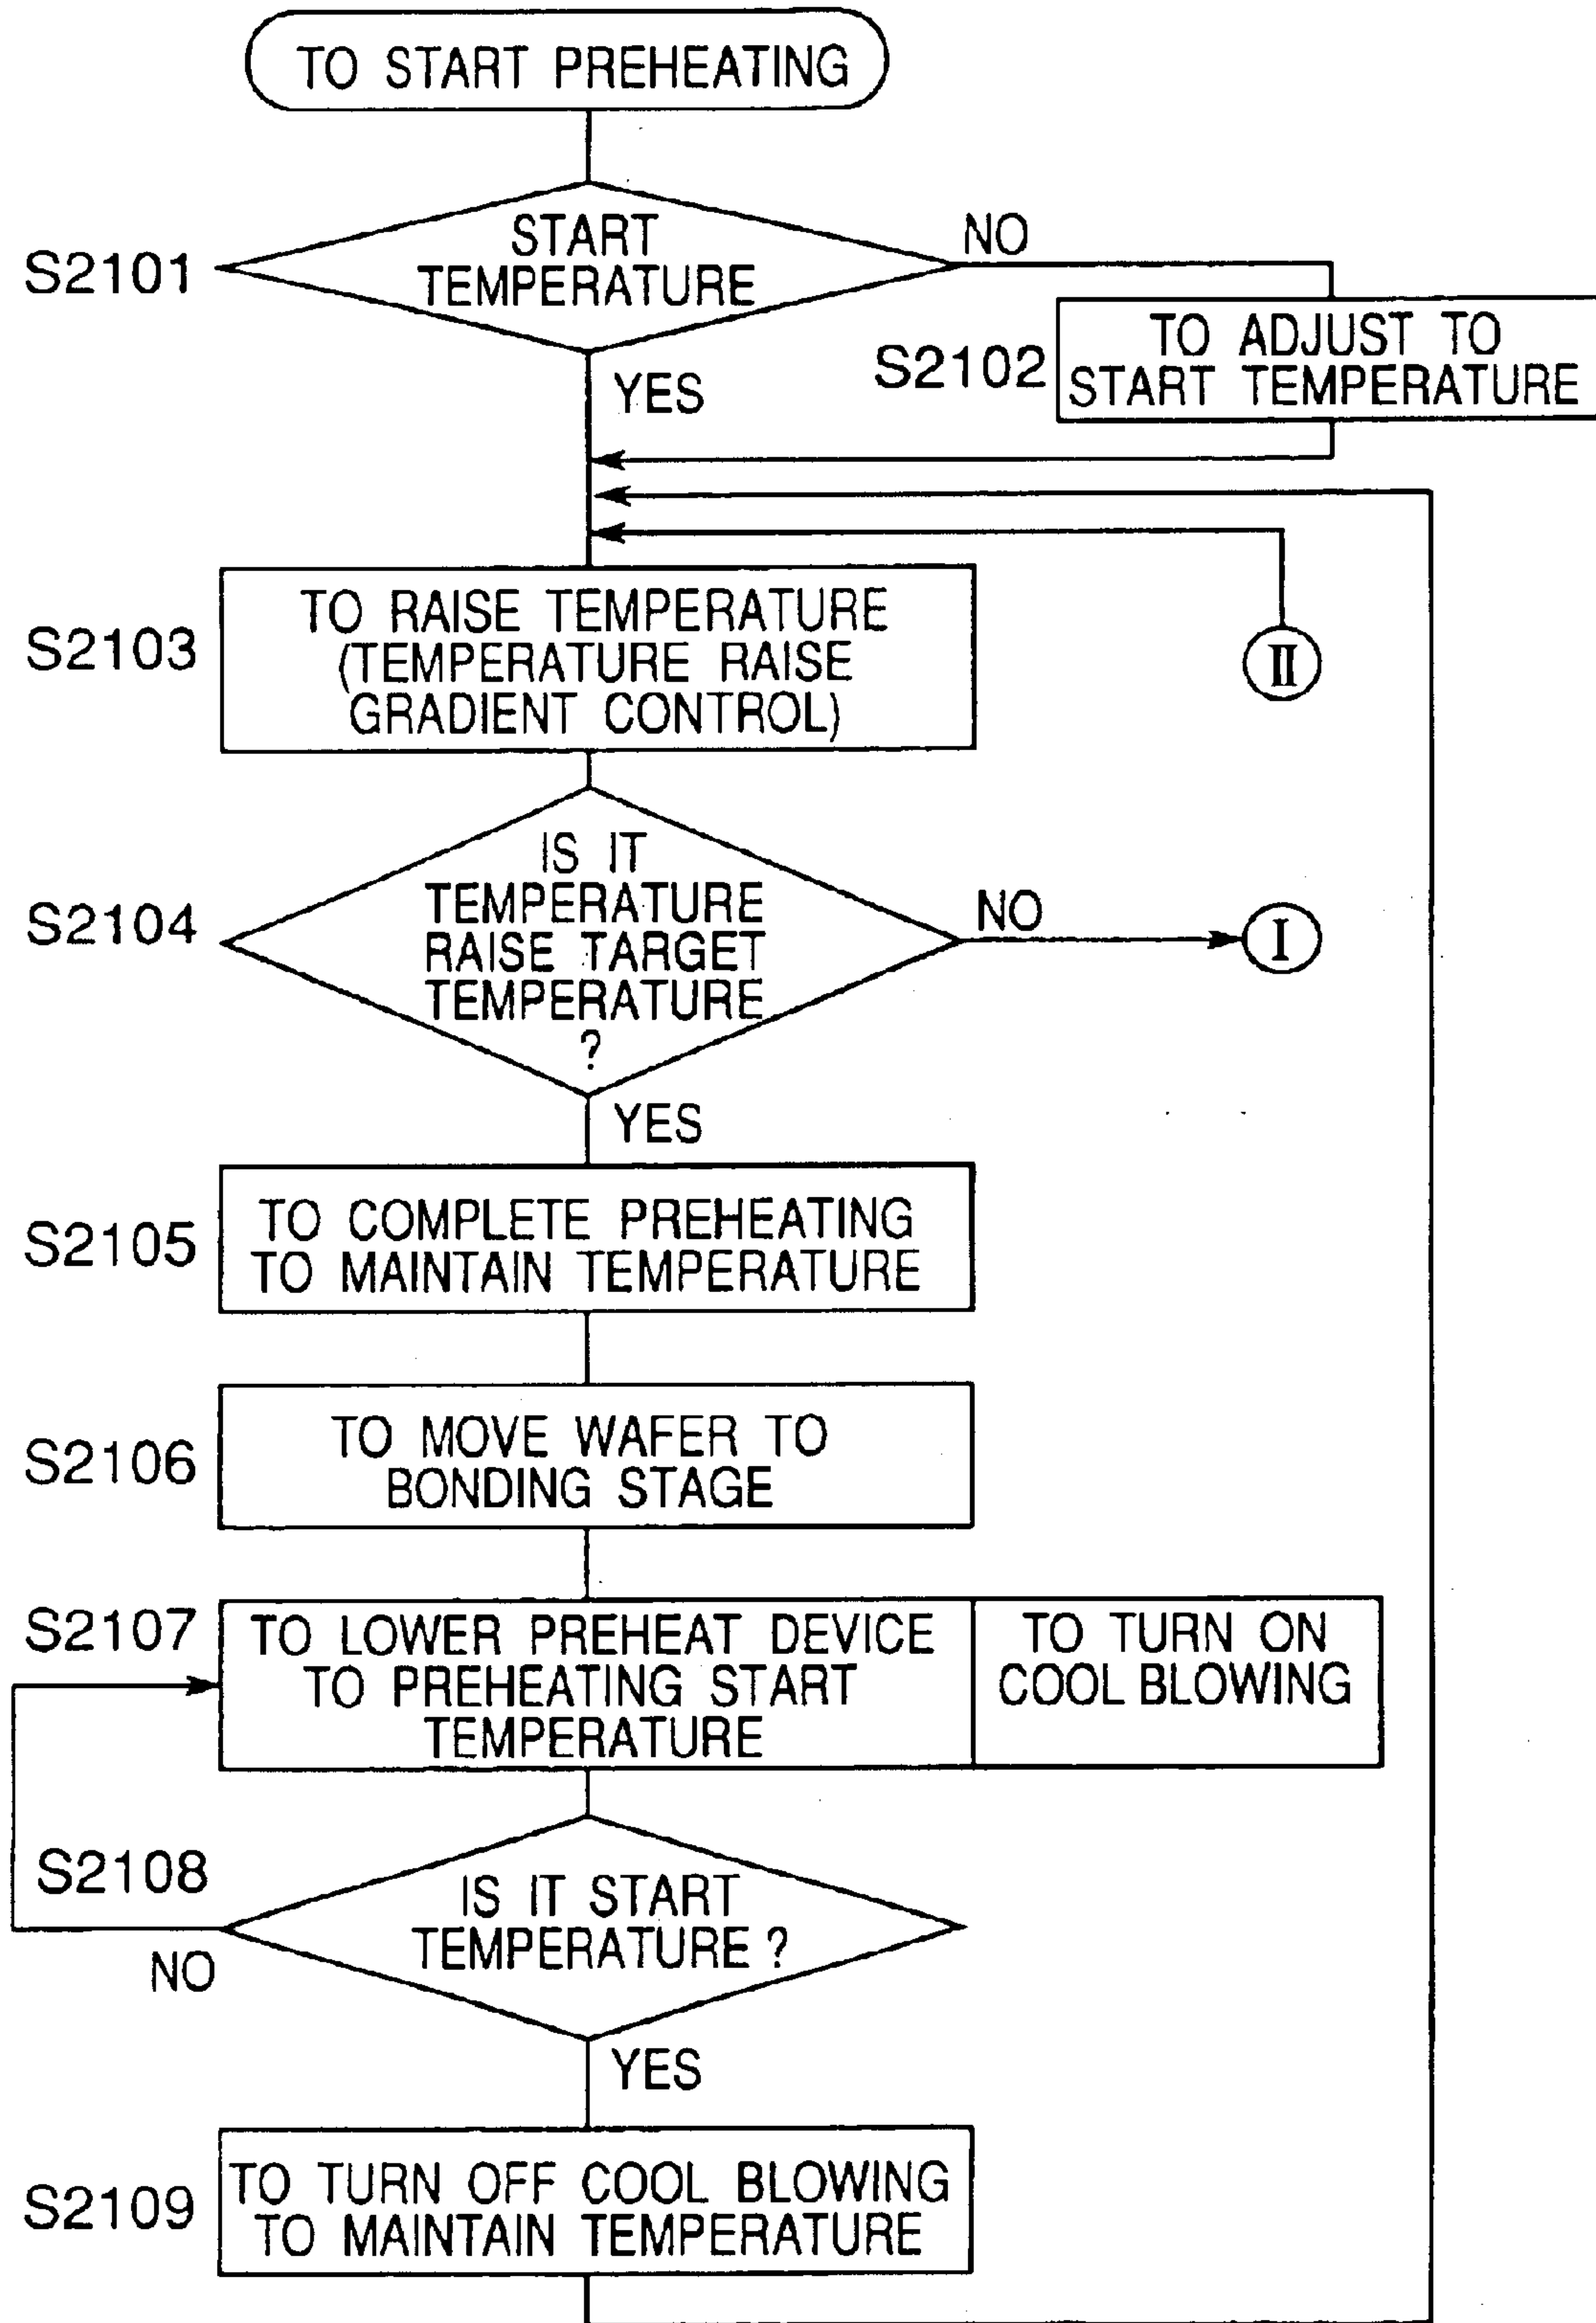 TO START PREHEATING
S2101
START
TEMPERATURE
NO
YES
S2102
TO ADJUST TO
START TEMPERATURE
S2103
TO RAISE TEMPERATURE
(TEMPERATURE RAISE
GRADIENT CONTROL)
II
S2104
IS IT
TEMPERATURE
RAISE TARGET
TEMPERATURE
?
NO
I
YES
S2105
TO COMPLETE PREHEATING
TO MAINTAIN TEMPERATURE
S2106
TO MOVE WAFER TO
BONDING STAGE
S2107
TO LOWER PREHEAT DEVICE
TO PREHEATING START
TEMPERATURE
TO TURN ON
COOL BLOWING
S2108
IS IT START
TEMPERATURE ?
NO
YES
S2109
TO TURN OFF COOL BLOWING
TO MAINTAIN TEMPERATURE